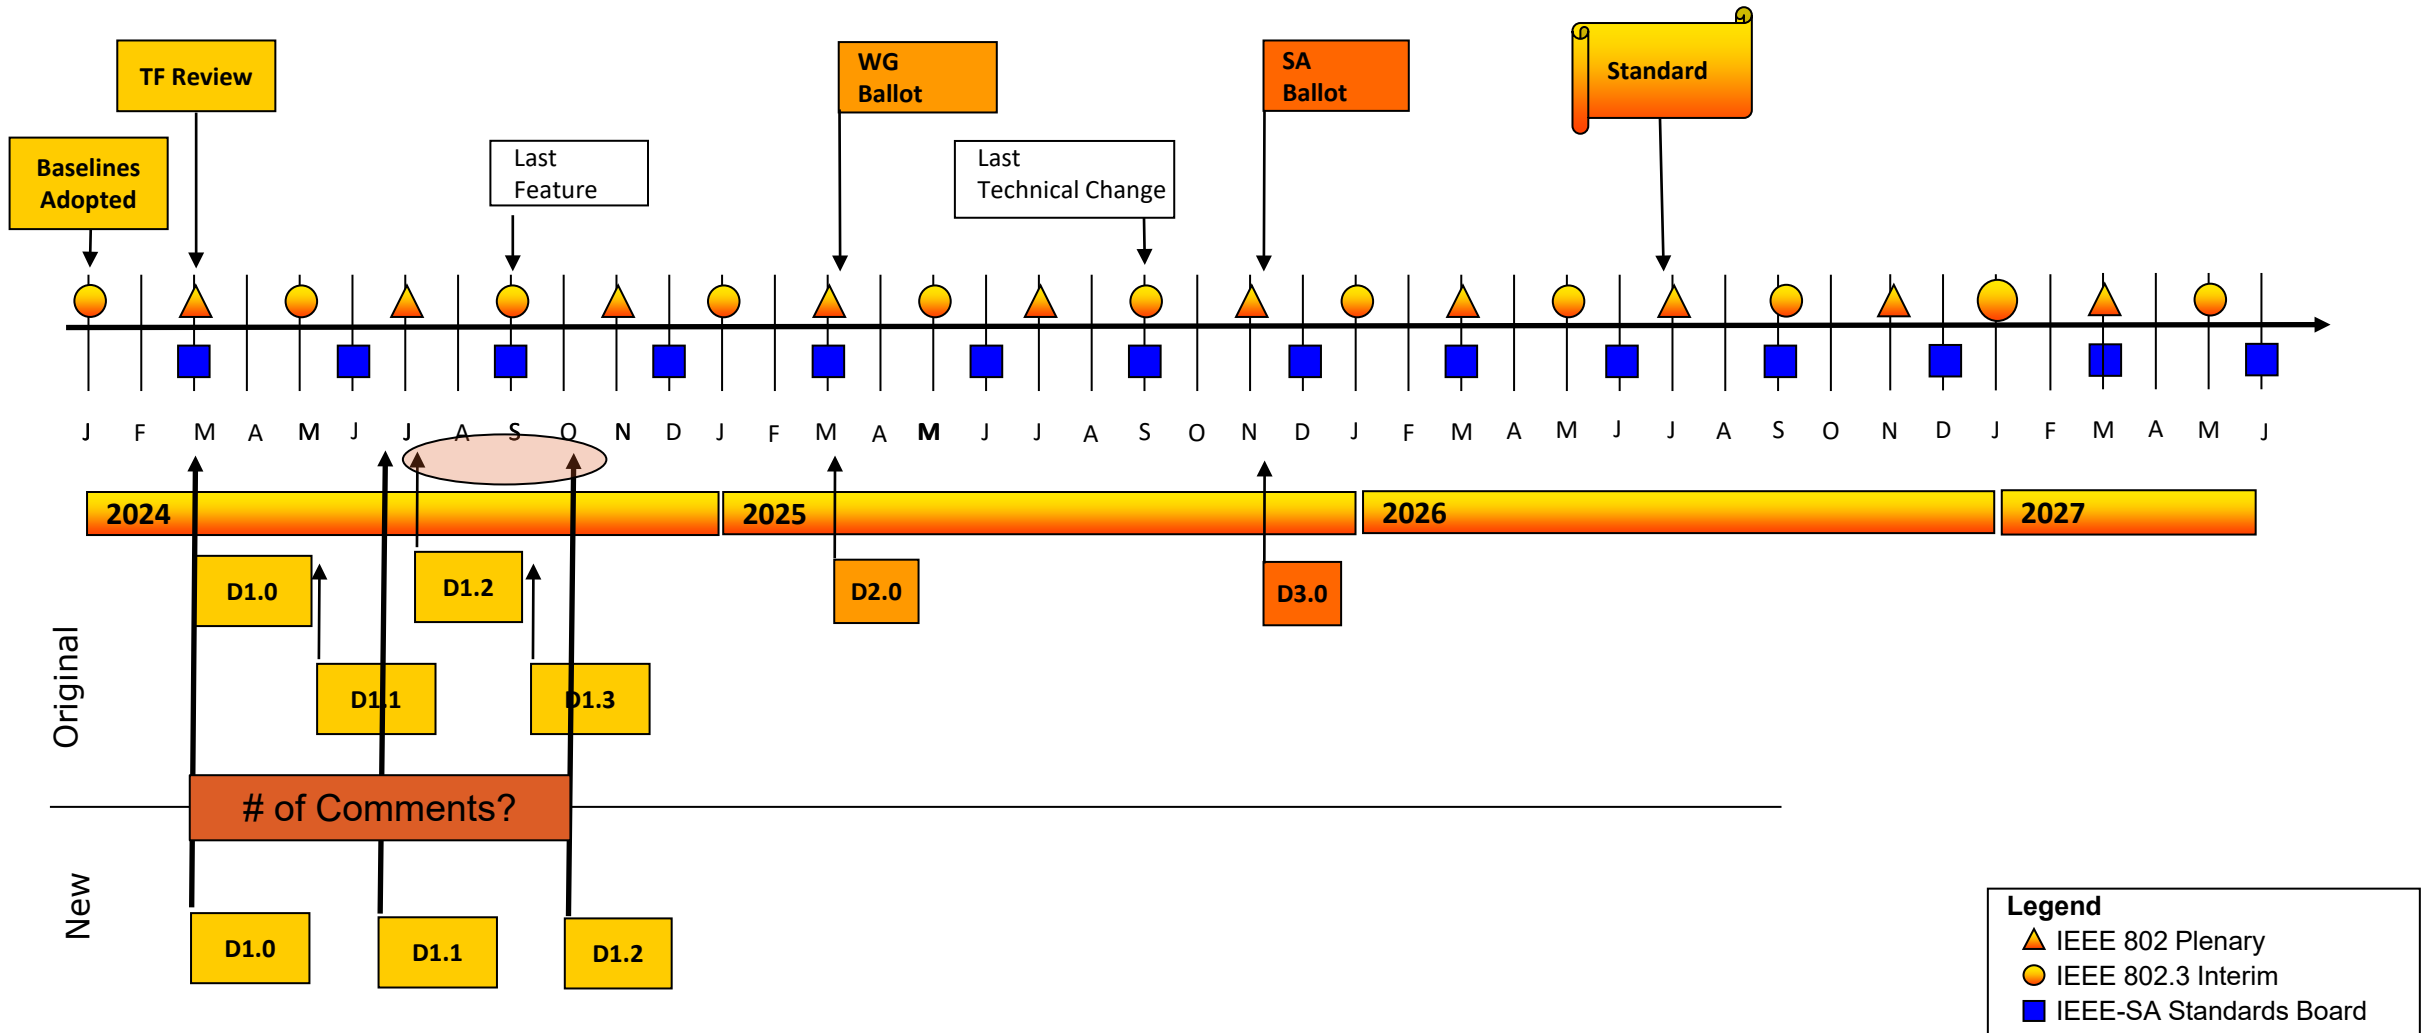 TF Review
WG
Ballot
SA
Ballot
Standard
Baselines
Adopted
Last
Feature
Last
Technical Change
J F M A M J J A S O N D J F M A M J J A S O N D J F M A M J J A S O N D J F M A M J
2024 2025 2026 2027
D1.0 D1.2 D2.0 D3.0
Original
D1.1 D1.3
# of Comments?
New
D1.0 D1.1 D1.2
Legend
IEEE 802 Plenary
IEEE 802.3 Interim
IEEE-SA Standards Board